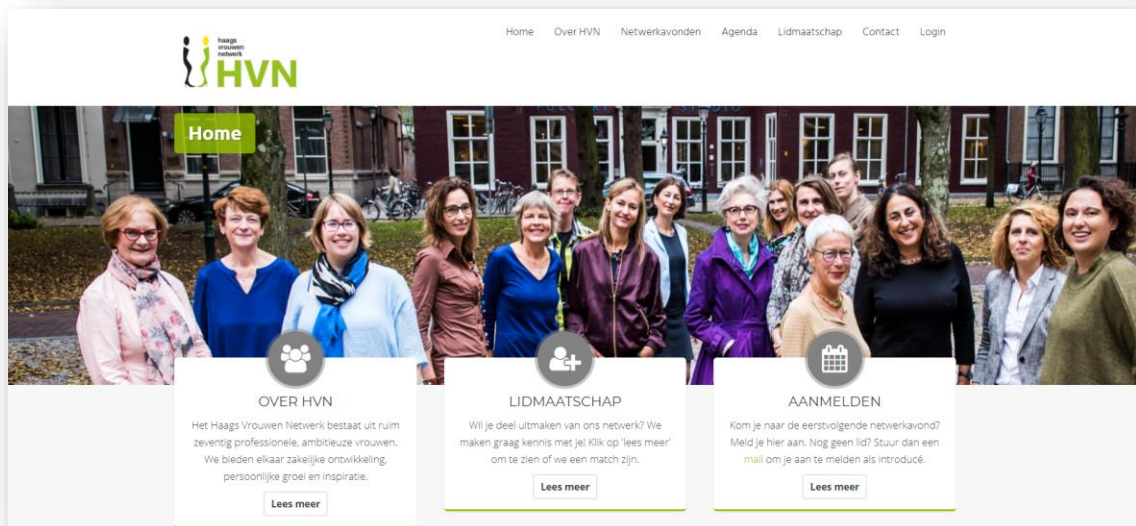 haags
vrouwen
netwerk
HVN
Home Over HVN Netwerkavonden Agenda Lidmaatschap Contact Login
Home
STUDIO
OVER HVN
Het Haags Vrouwen Netwerk bestaat uit ruim
zeventig professionele, ambitieuze vrouwen.
We bieden elkaar zakelijke ontwikkeling,
persoonlijke groei en inspiratie.
Lees meer
LIDMAATSCHAP
Wil je deel uitmaken van ons netwerk? We
maken graag kennis met je! Klik op 'lees meer'
om te zien of we een match zijn.
Lees meer
AANMELDEN
Kom je naar de eerstvolgende netwerkavond?
Meld je hier aan. Nog geen lid? Stuur dan een
mail om je aan te melden als introducé.
Lees meer